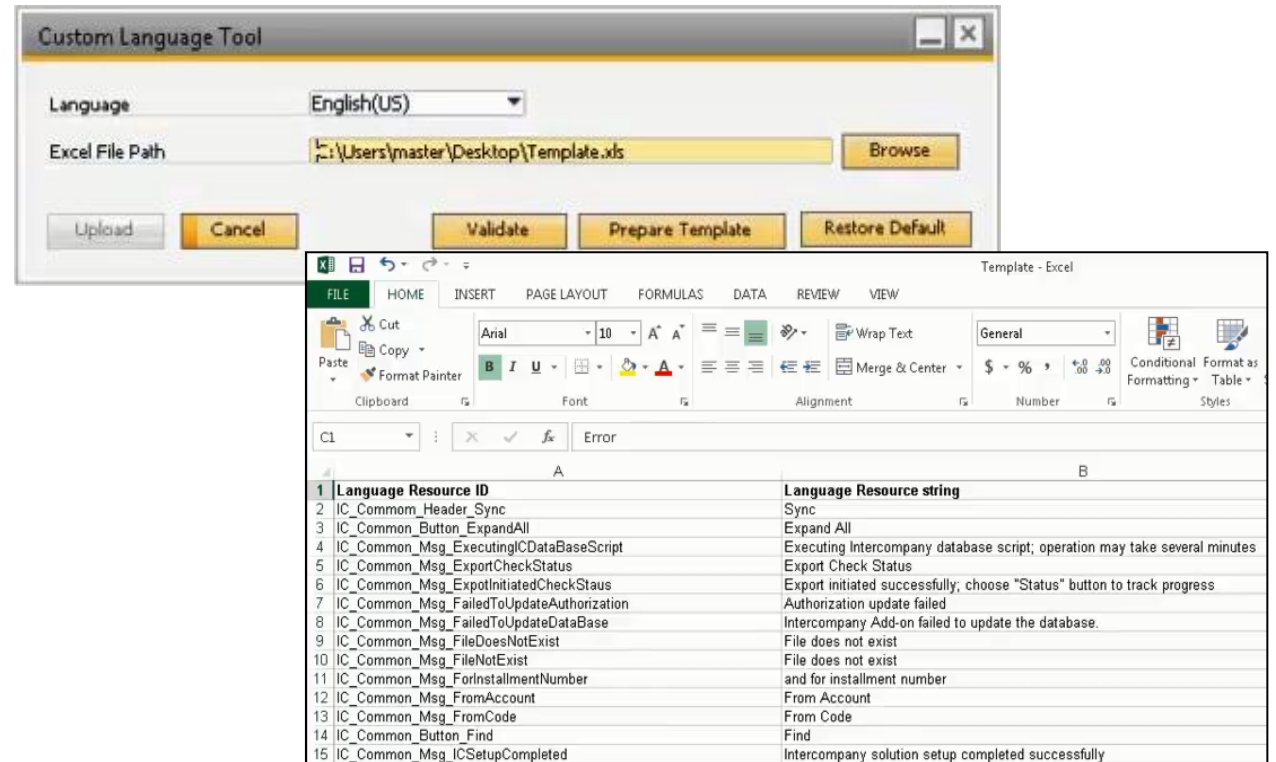 Custom Language Tool
Language English(US)
Excel File Path C:\Users\master\Desktop\Template.xls Browse
Upload Cancel Validate Prepare Template Restore Default
Template - Excel
FILE HOME INSERT PAGE LAYOUT FORMULAS DATA REVIEW VIEW
Cut
Copy
Format Painter
Paste
Arial 10
B I U
Wrap Text
Merge & Center
General
$ % ,
Conditional Formatting
Format as Table
Clipboard Font Alignment Number Styles
C1 fx Error
A B
1 Language Resource ID Language Resource string
2 IC_Commom_Header_Sync Sync
3 IC_Common_Button_ExpandAll Expand All
4 IC_Common_Msg_ExecutingICDataBaseScript Executing Intercompany database script; operation may take several minutes
5 IC_Common_Msg_ExportCheckStatus Export Check Status
6 IC_Common_Msg_ExpotInitiatedCheckStaus Export initiated successfully; choose "Status" button to track progress
7 IC_Common_Msg_FailedToUpdateAuthorization Authorization update failed
8 IC_Common_Msg_FailedToUpdateDataBase Intercompany Add-on failed to update the database.
9 IC_Common_Msg_FileDoesNotExist File does not exist
10 IC_Common_Msg_FileNotExist File does not exist
11 IC_Common_Msg_ForInstallmentNumber and for installment number
12 IC_Common_Msg_FromAccount From Account
13 IC_Common_Msg_FromCode From Code
14 IC_Common_Button_Find Find
15 IC_Common_Msg_ICSetupCompleted Intercompany solution setup completed successfully